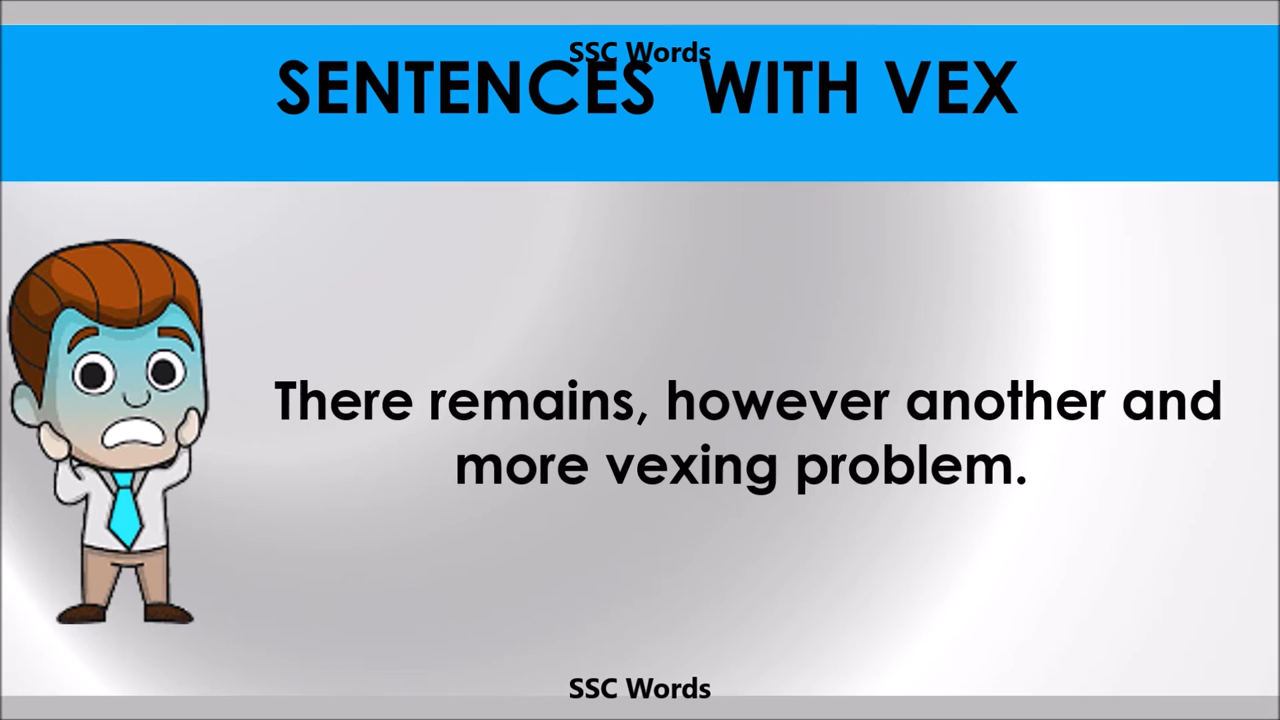 SSC Words
SENTENCES WITH VEX
There remains, however another and
more vexing problem.
SSC Words